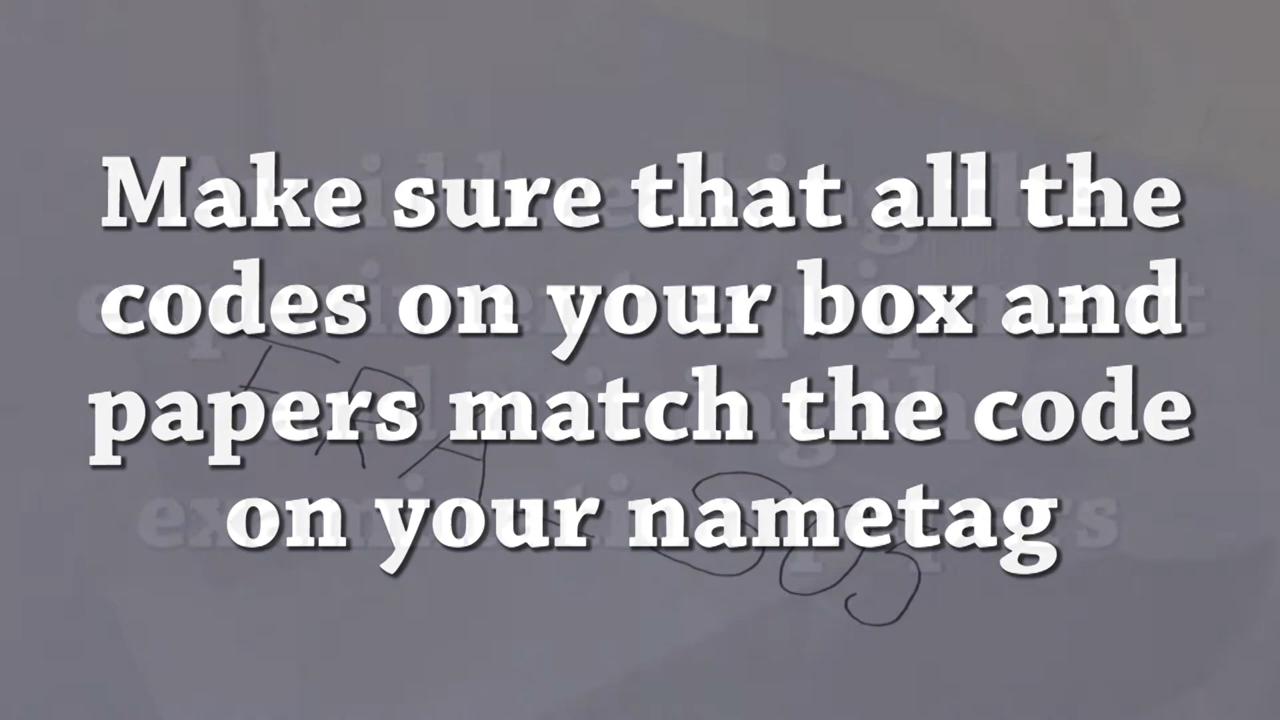 Make sure that all the
codes on your box and
papers match the code
on your nametag